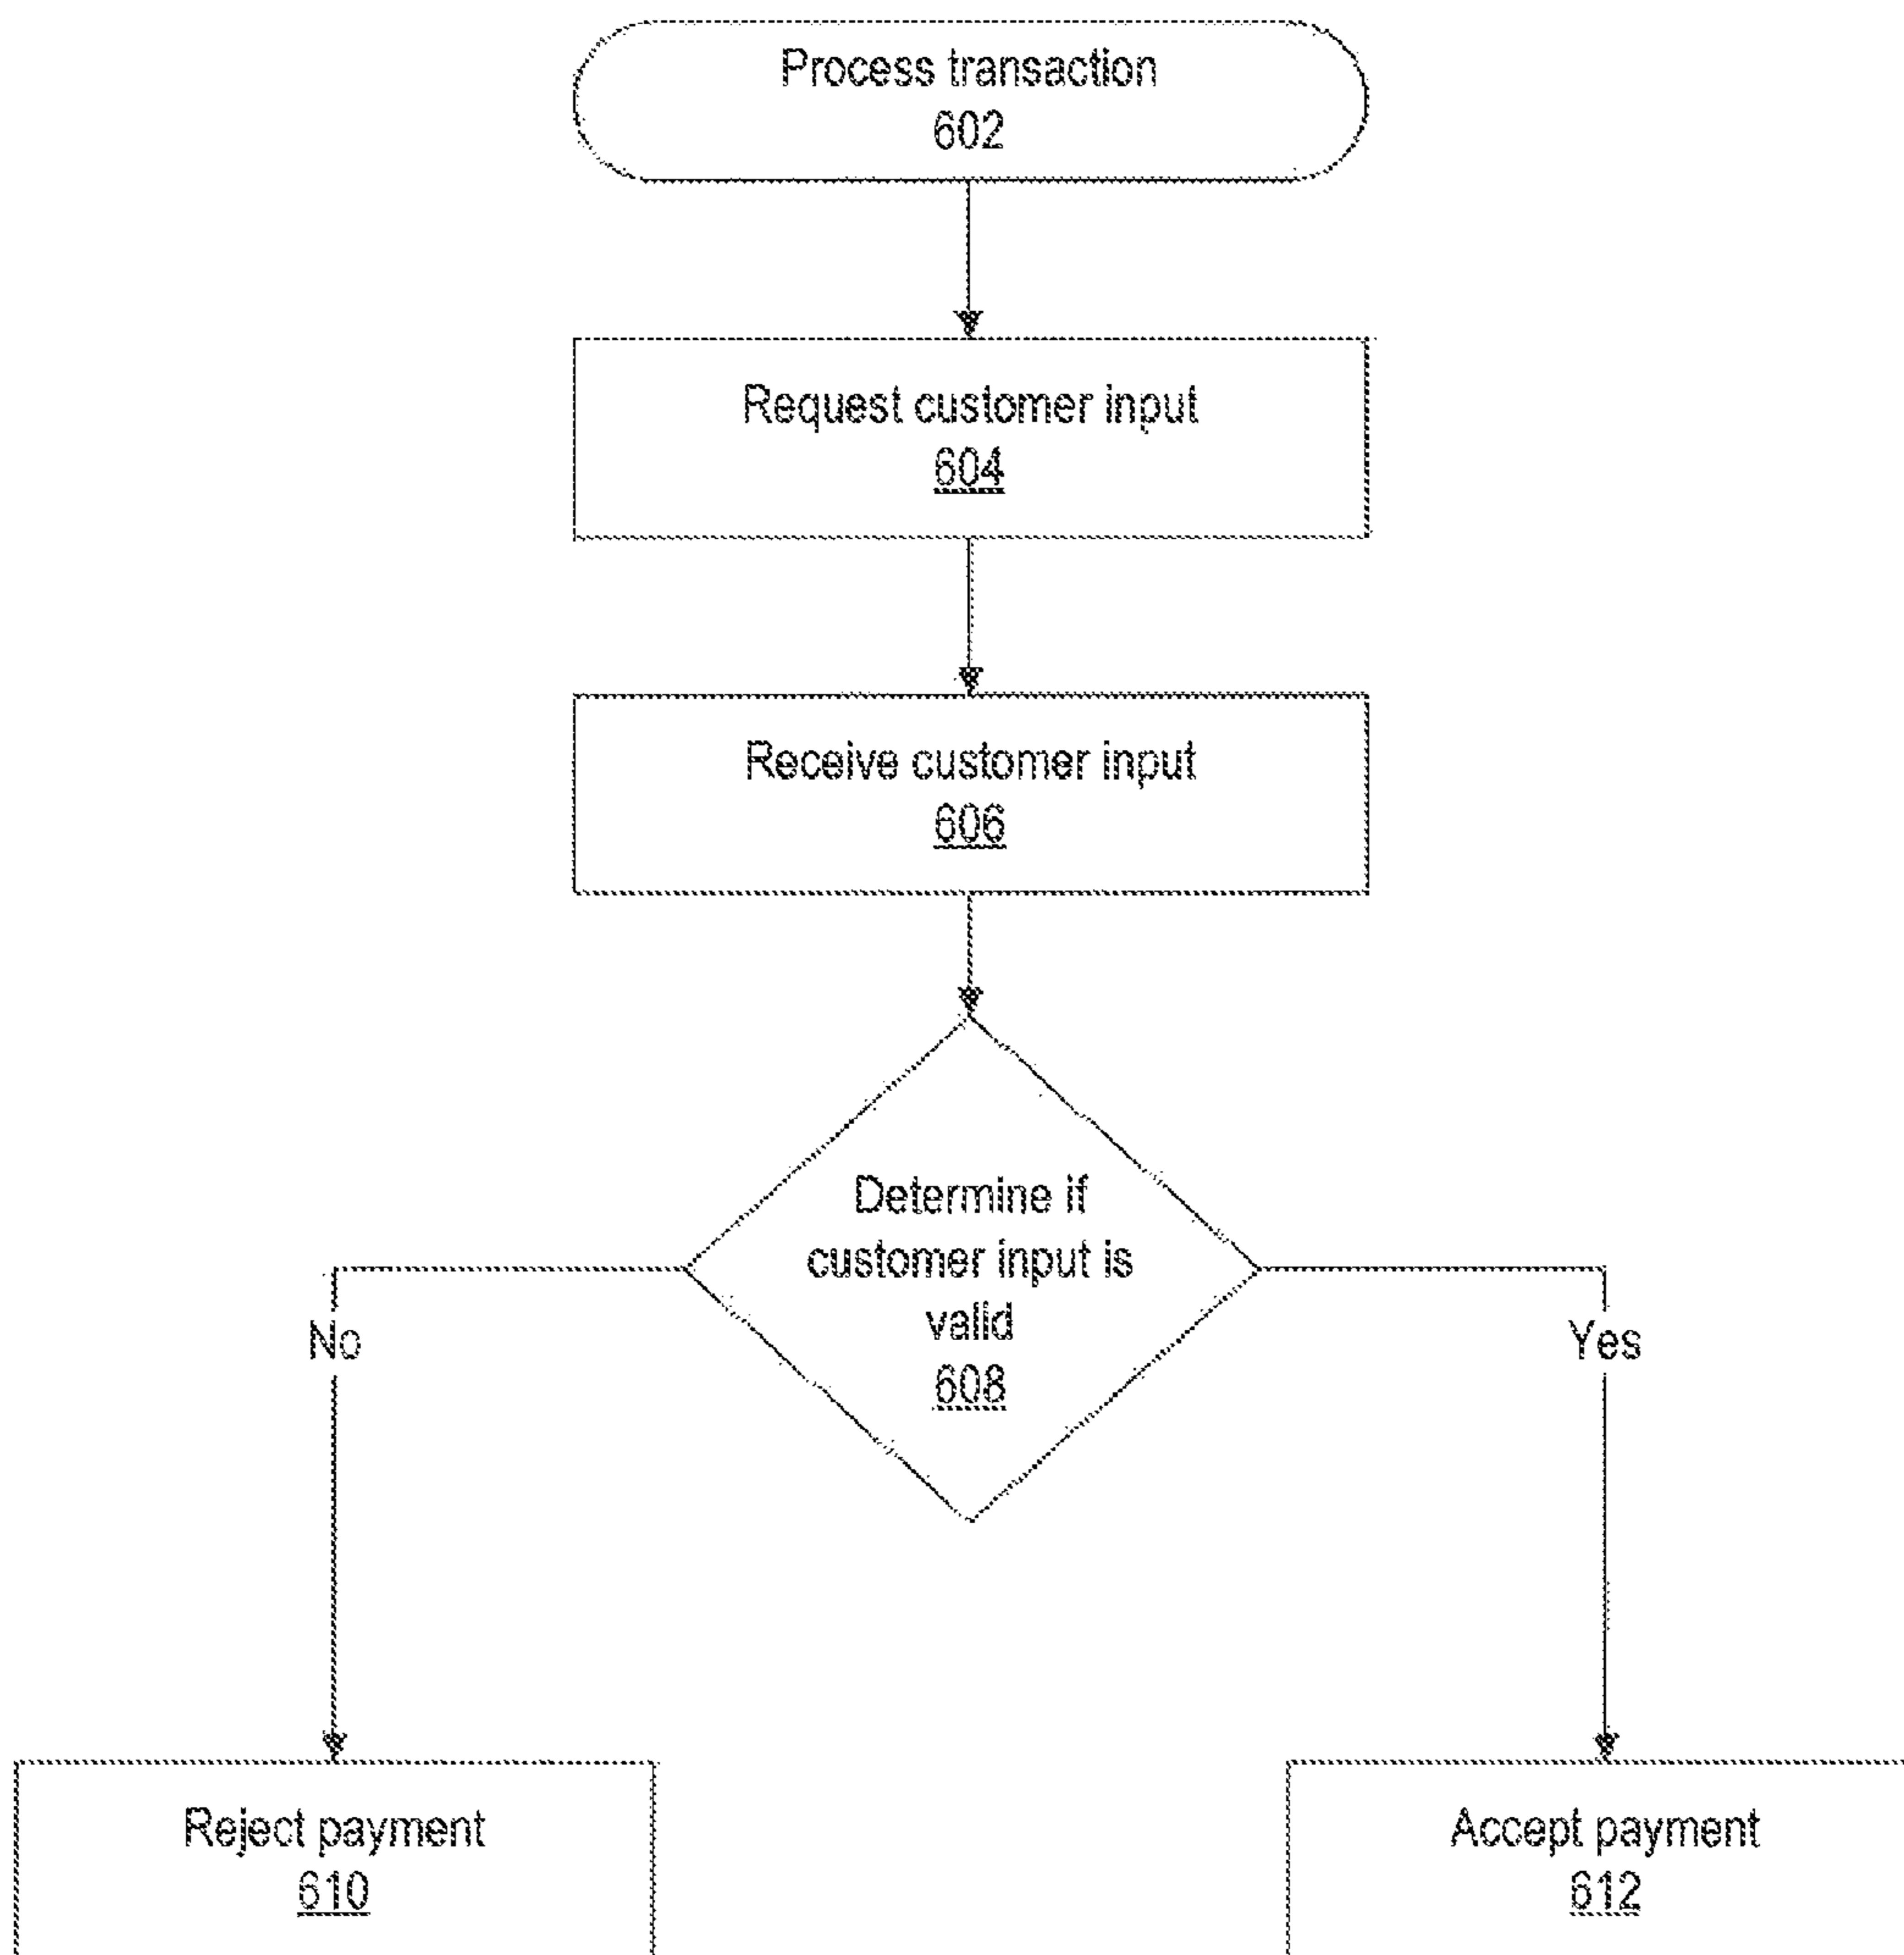 Process transaction
602
Request customer input
604
Receive customer input
606
Determine if
customer input is
valid
608
No
Yes
Reject payment
610
Accept payment
612